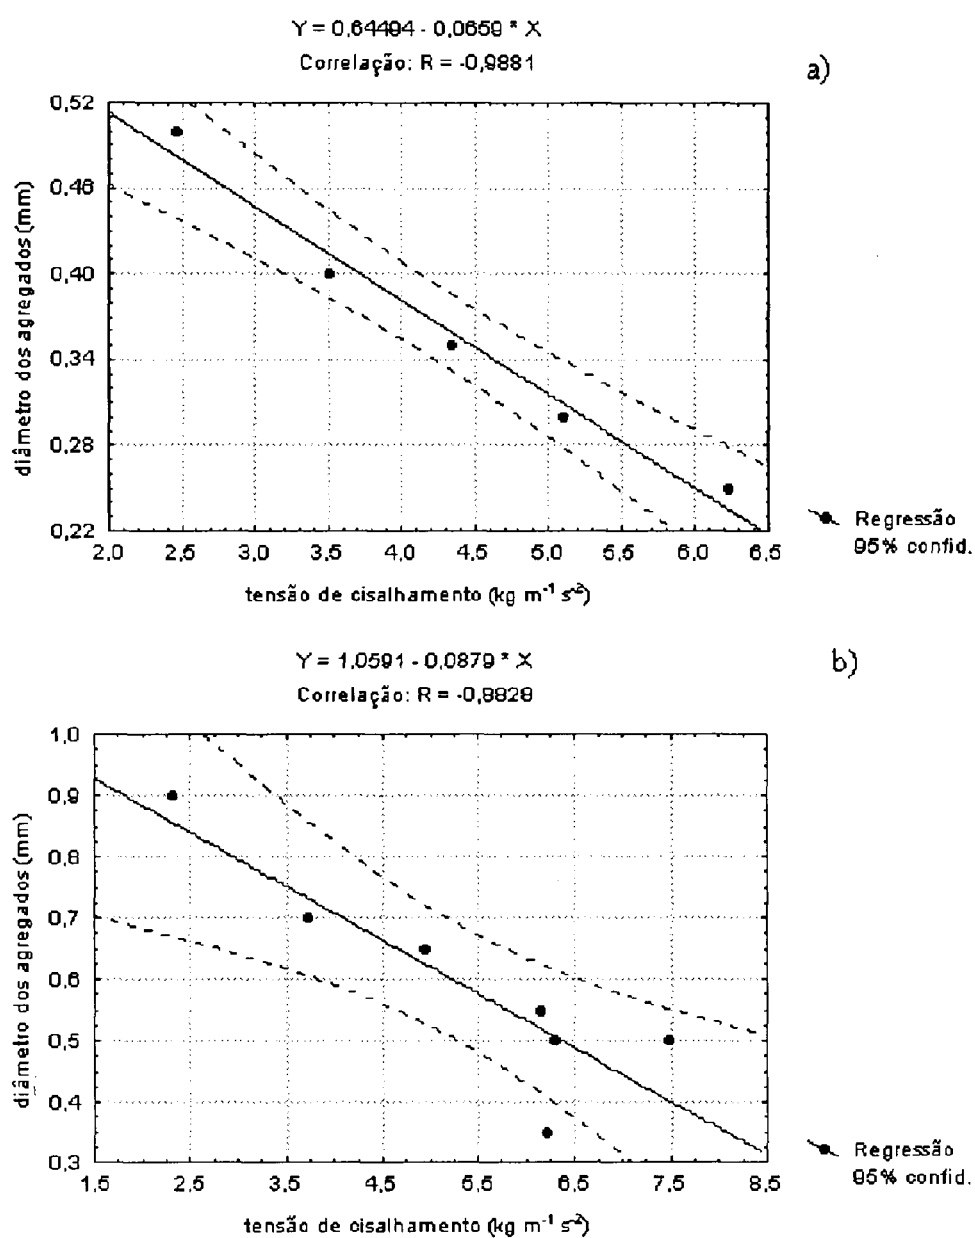 Y = 0,64494 - 0,0659 * X
Correlação: R = -0,9881
a)
0,52
0,46
0,40
0,34
0,28
0,22
diâmetro dos agregados (mm)
2,0 2,5 3,0 3,5 4,0 4,5 5,0 5,5 6,0 6,5
tensão de cisalhamento (kg m⁻¹ s⁻²)
Regressão
95% confid.
Y = 1,0591 - 0,0879 * X
Correlação: R = -0,8828
b)
1,0
0,9
0,8
0,7
0,6
0,5
0,4
0,3
diâmetro dos agregados (mm)
1,5 2,5 3,5 4,5 5,5 6,5 7,5 8,5
tensão de cisalhamento (kg m⁻¹ s⁻²)
Regressão
95% confid.